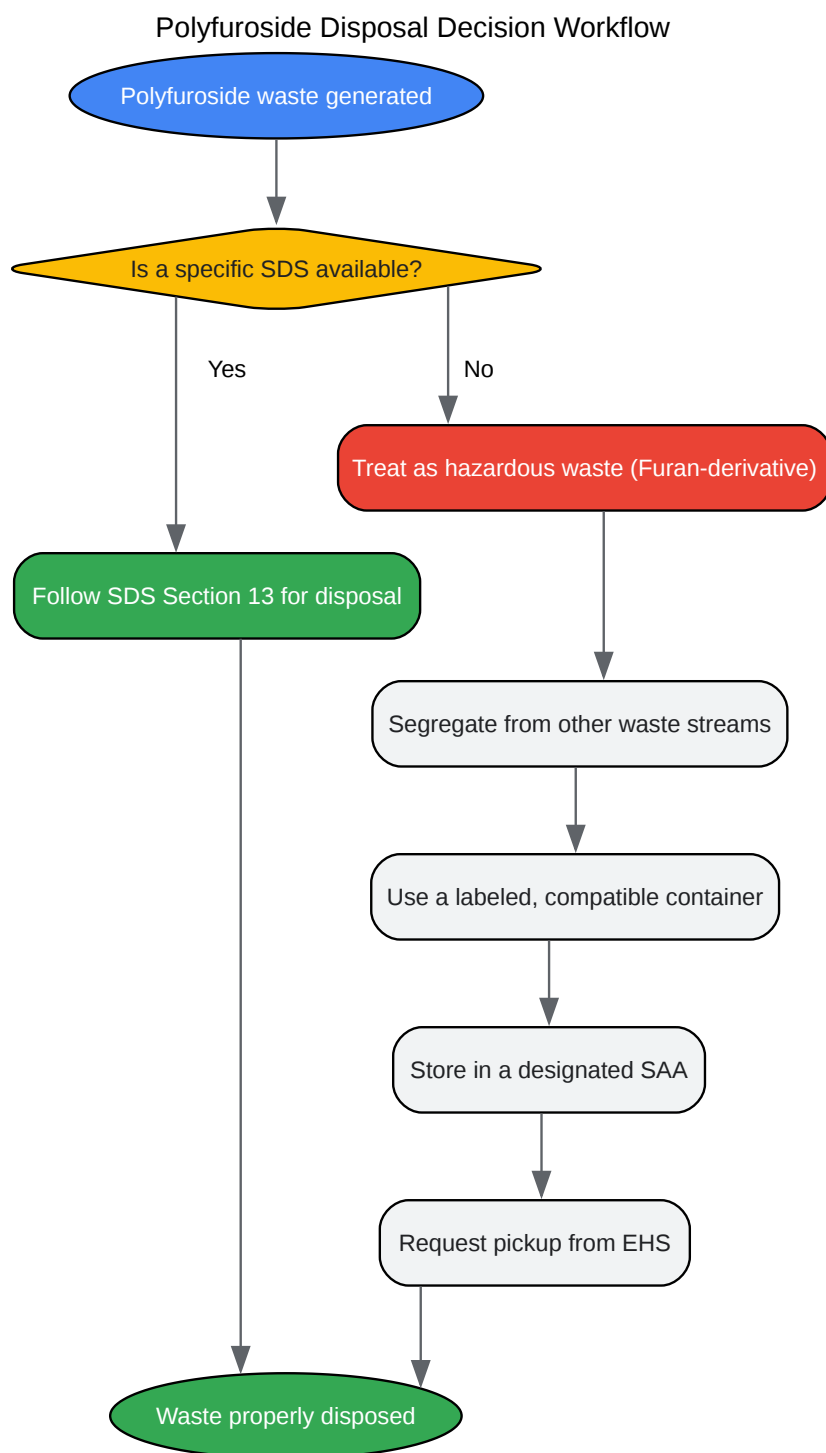 Polyfuroside Disposal Decision Workflow
Polyfuroside waste generated
Is a specific SDS available?
Yes
No
Treat as hazardous waste (Furan-derivative)
Follow SDS Section 13 for disposal
Segregate from other waste streams
Use a labeled, compatible container
Store in a designated SAA
Request pickup from EHS
Waste properly disposed